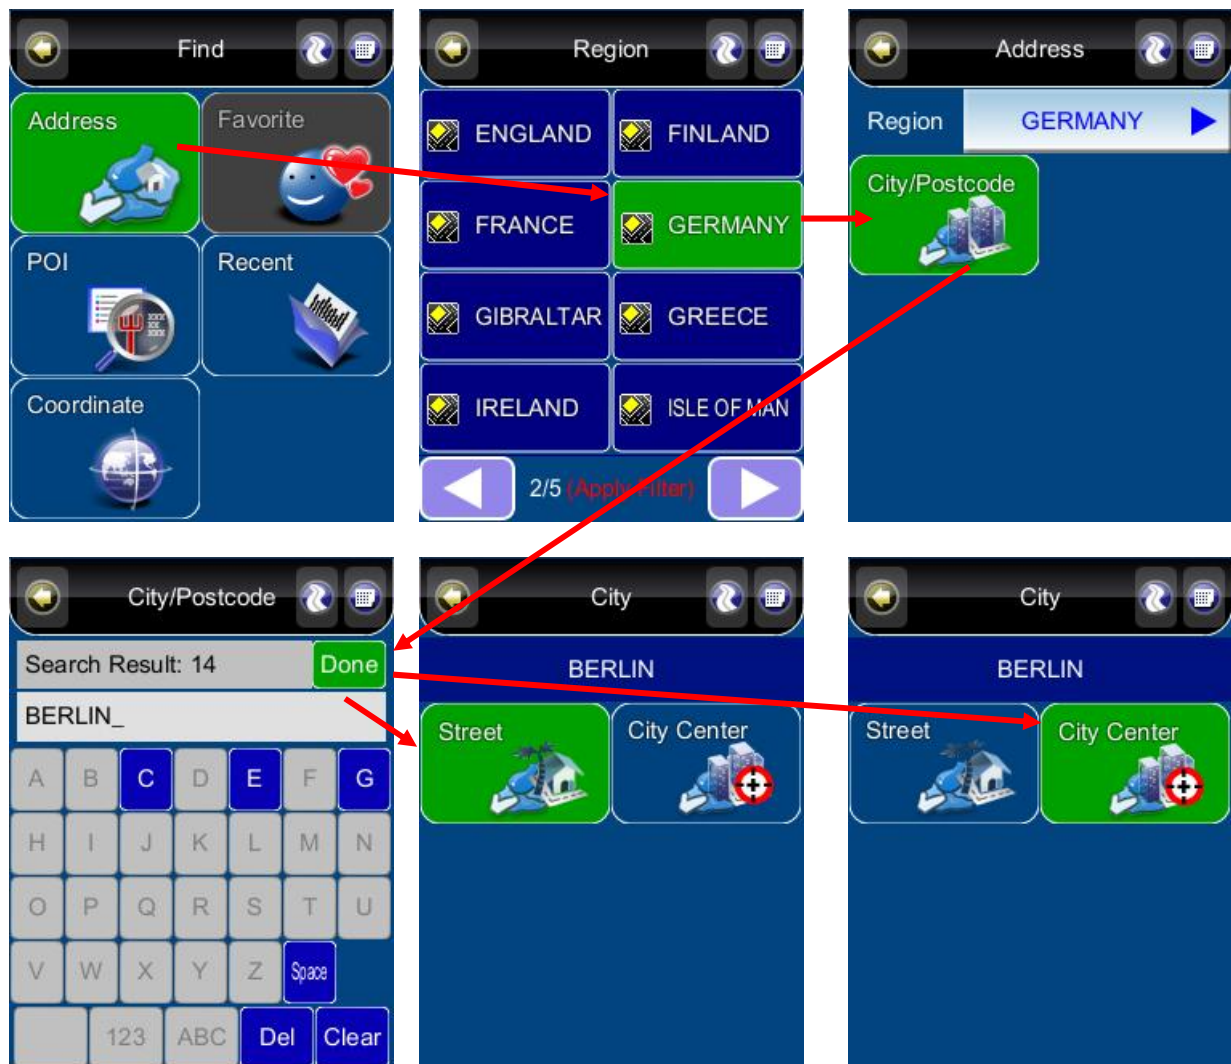 Find
Address
Favorite
POI
Recent
Coordinate
Region
ENGLAND
FINLAND
FRANCE
GERMANY
GIBRALTAR
GREECE
IRELAND
ISLE OF MAN
2/5 (Apply Filter)
Address
Region GERMANY
City/Postcode
City/Postcode
Search Result: 14 Done
BERLIN_
A B C D E F G
H I J K L M N
O P Q R S T U
V W X Y Z Space
123 ABC Del Clear
City
BERLIN
Street City Center
City
BERLIN
Street City Center